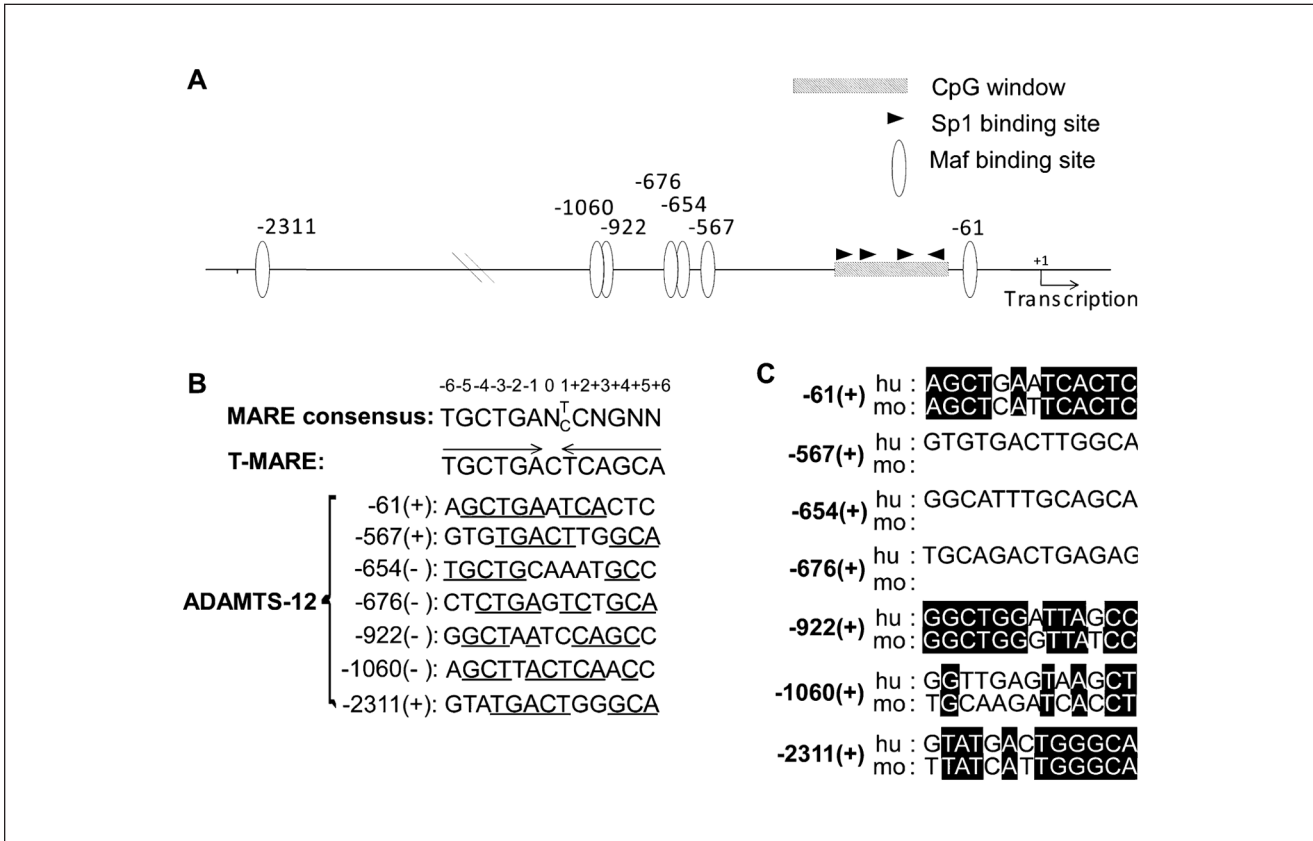 A
CpG window
Sp1 binding site
Maf binding site
-2311
-1060
-922
-676
-654
-567
-61
+1
Transcription
B
-6-5-4-3-2-1 0 1+2+3+4+5+6
MARE consensus: TGCTGANT/CCNGNN
T-MARE: TGCTGACTCAGCA
ADAMTS-12
-61(+): AGCTGAATCACTC
-567(+): GTGTGACTTGGCA
-654(-): TGCTGCAAATGCC
-676(-): CTCTGAGTCTGCA
-922(-): GGCTAATCCAGCC
-1060(-): AGCTTACTCAACC
-2311(+): GTATGACTGGGCA
C
-61(+)
hu : AGCTGAATCACTC
mo : AGCTCATTCACTC
-567(+)
hu : GTGTGACTTGGCA
mo :
-654(+)
hu : GGCATTTGCAGCA
mo :
-676(+)
hu : TGCAGACTGAGAG
mo :
-922(+)
hu : GGCTGGATTAGCC
mo : GGCTGGGTTATCC
-1060(+)
hu : GGTTGAGTAAGCT
mo : TGCAAGATCACCT
-2311(+)
hu : GTATGACTGGGCA
mo : TTATCATTGGGCA